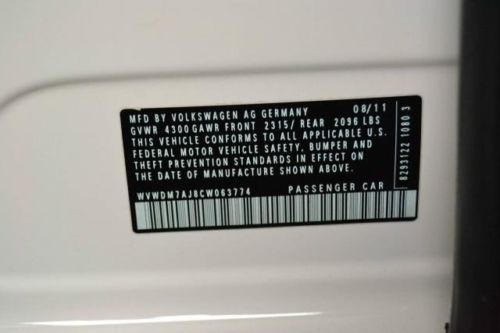 MFD BY VOLKSWAGEN AG GERMANY 08/11
GVWR 4300 GAWR FRONT 2315/ REAR 2096 LBS
THIS VEHICLE CONFORMS TO ALL APPLICABLE U.S.
FEDERAL MOTOR VEHICLE SAFETY, BUMPER AND
THEFT PREVENTION STANDARDS IN EFFECT ON
THE DATE OF MANUFACTURE SHOWN ABOVE.
WVWDM7AJ8CW063774 PASSENGER CAR
8293122 1080 3